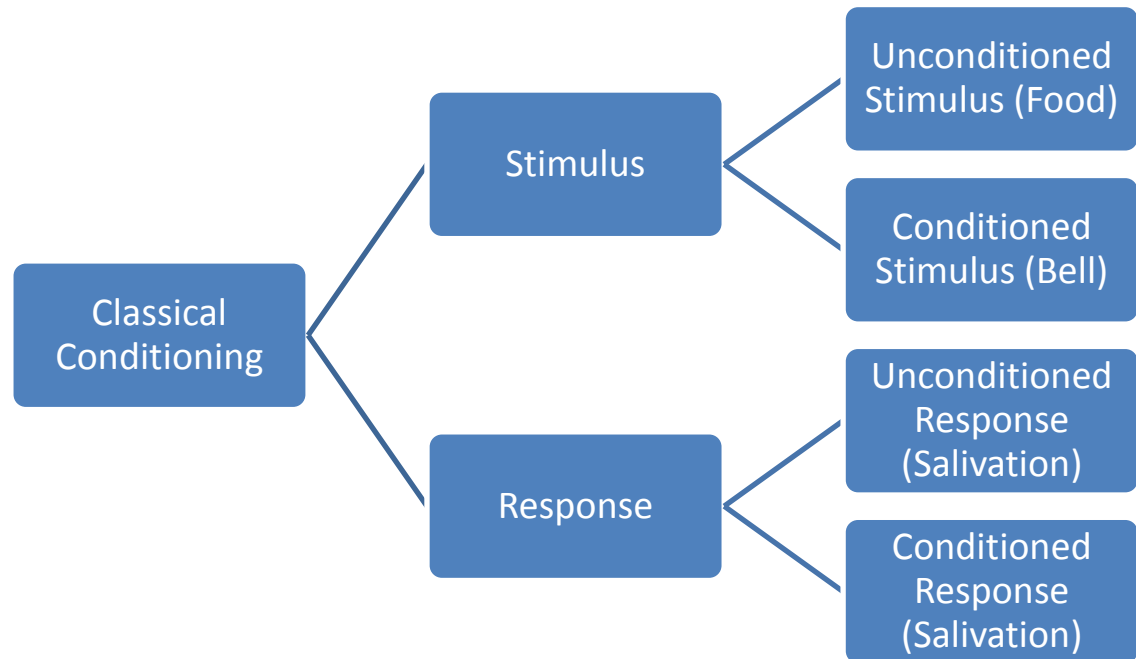 Classical
Conditioning
Stimulus
Response
Unconditioned
Stimulus (Food)
Conditioned
Stimulus (Bell)
Unconditioned
Response
(Salivation)
Conditioned
Response
(Salivation)